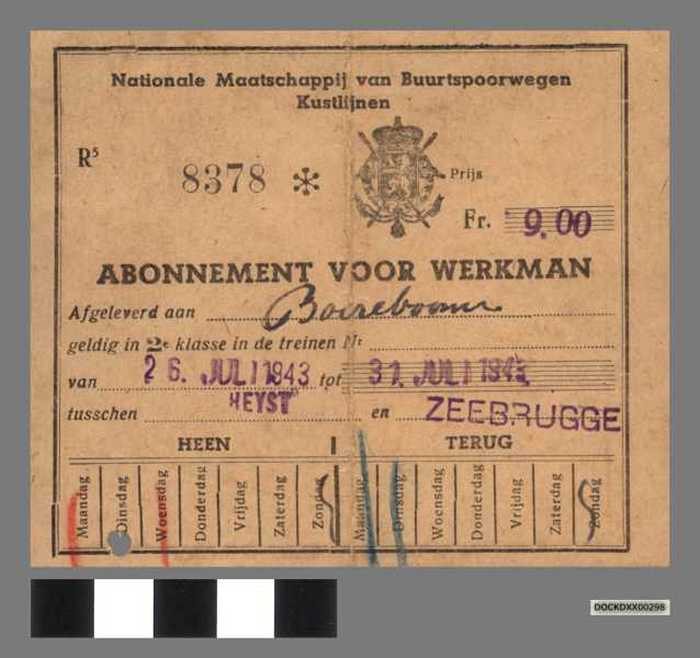 Nationale Maatschappij van Buurtspoorwegen
Kustlijnen
R⁵
8378 *
Prijs
Fr. 9.00
ABONNEMENT VOOR WERKMAN
Afgeleverd aan Boereboom
geldig in 2e klasse in de treinen Nr
van 26. JULI 1943 tot 31. JULI 1943
tusschen HEYST en ZEEBRUGGE
HEEN TERUG
Maandag Dinsdag Woensdag Donderdag Vrijdag Zaterdag Zondag Maandag Dinsdag Woensdag Donderdag Vrijdag Zaterdag Zondag
DOCKDXX00298